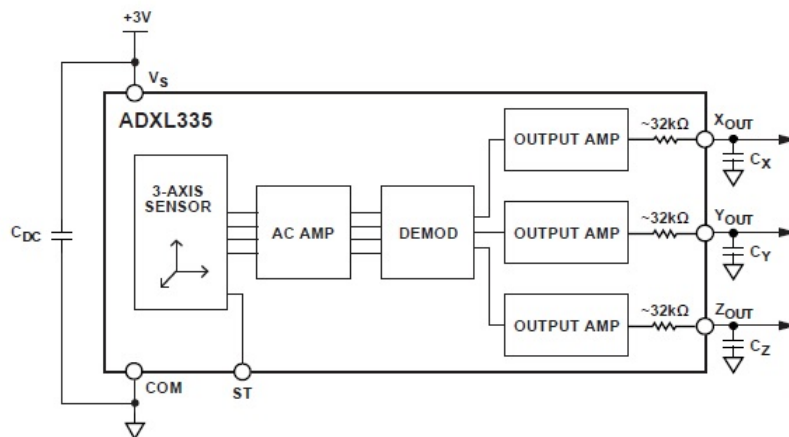 +3V
VS
ADXL335
3-AXIS
SENSOR
AC AMP
DEMOD
OUTPUT AMP
~32kΩ
XOUT
CX
OUTPUT AMP
~32kΩ
YOUT
CY
OUTPUT AMP
~32kΩ
ZOUT
CZ
CDC
COM
ST